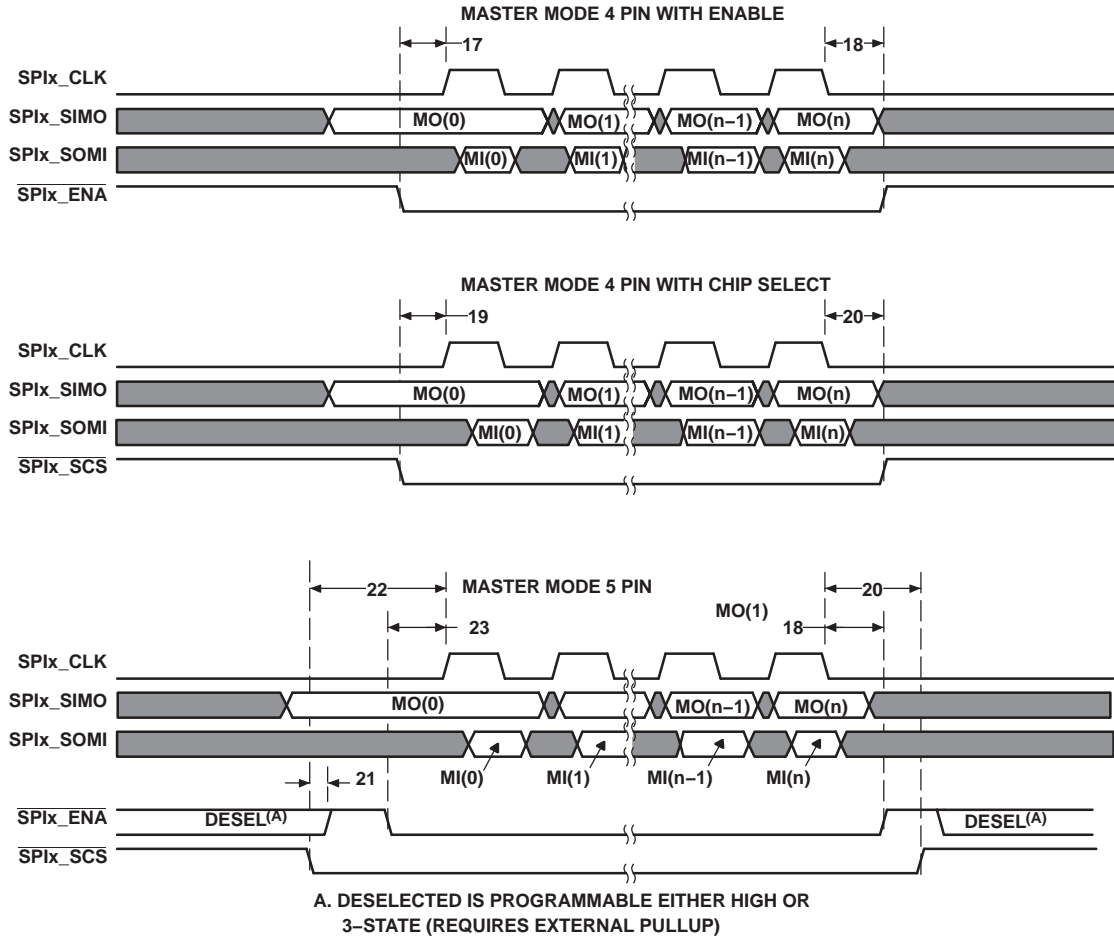 MASTER MODE 4 PIN WITH ENABLE
17
18
SPIx_CLK
SPIx_SIMO
MO(0)
MO(1)
MO(n−1)
MO(n)
SPIx_SOMI
MI(0)
MI(1)
MI(n−1)
MI(n)
SPIx_ENA
MASTER MODE 4 PIN WITH CHIP SELECT
19
20
SPIx_CLK
SPIx_SIMO
MO(0)
MO(1)
MO(n−1)
MO(n)
SPIx_SOMI
MI(0)
MI(1)
MI(n−1)
MI(n)
SPIx_SCS
22
MASTER MODE 5 PIN
20
MO(1)
23
18
SPIx_CLK
SPIx_SIMO
MO(0)
MO(n−1)
MO(n)
SPIx_SOMI
MI(0)
MI(1)
MI(n−1)
MI(n)
21
SPIx_ENA
DESEL(A)
DESEL(A)
SPIx_SCS
A. DESELECTED IS PROGRAMMABLE EITHER HIGH OR
3−STATE (REQUIRES EXTERNAL PULLUP)